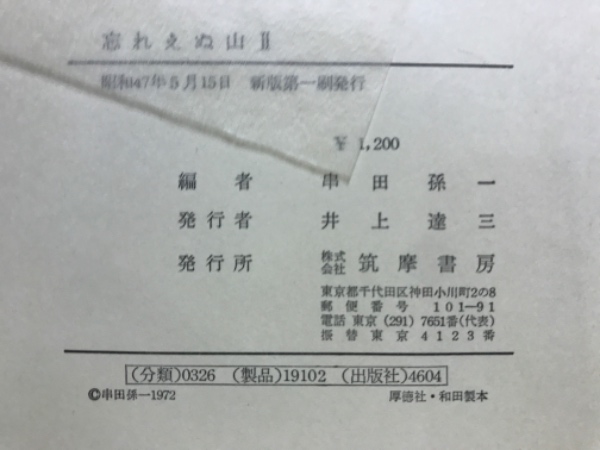 忘れえぬ山 II
昭和47年5月15日 新版第一刷発行
¥ 1,200
編者 串田孫一
発行者 井上達三
発行所 株式会社 筑摩書房
東京都千代田区神田小川町2の8
郵便番号 101—91
電話 東京 (291) 7651番(代表)
振替東京 4123番
(分類)0326 (製品)19102 (出版社)4604
©串田孫一1972 厚徳社・和田製本